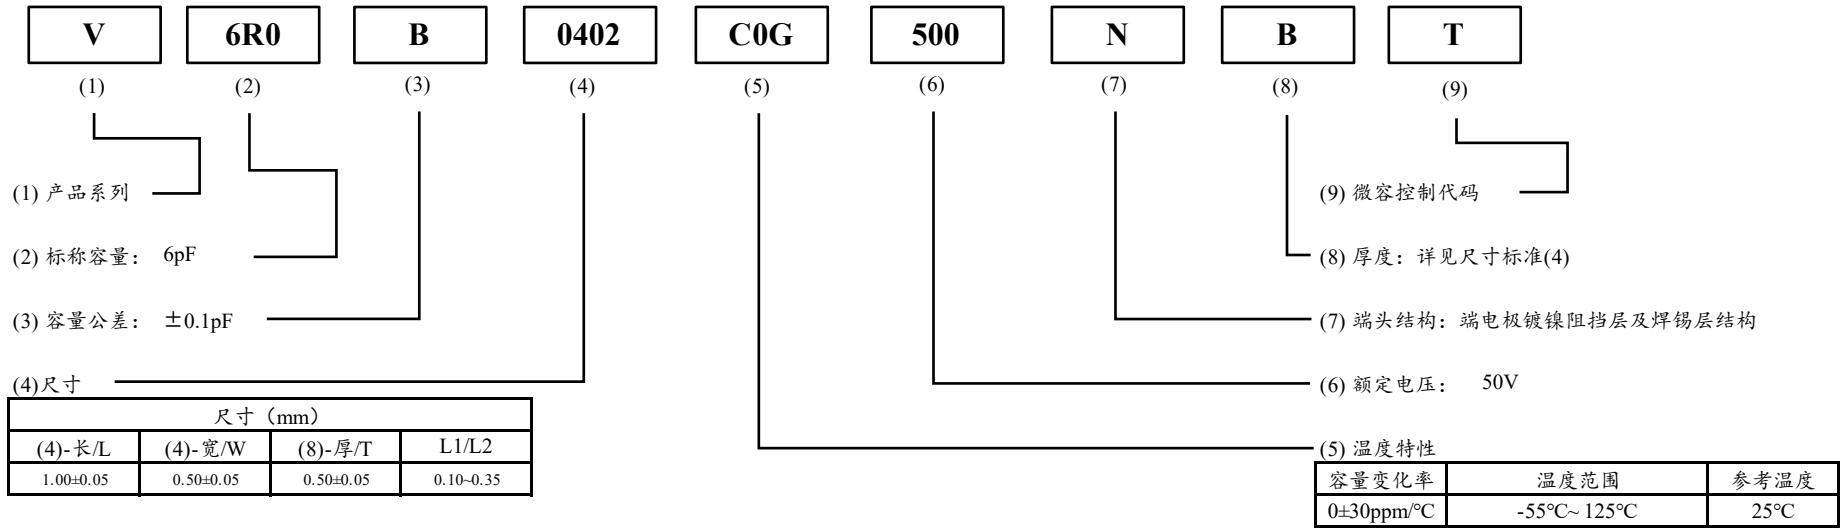 V 6R0 B 0402 C0G 500 N B T
(1) (2) (3) (4) (5) (6) (7) (8) (9)
(1) 产品系列
(9) 微容控制代码
(2) 标称容量: 6pF
(8) 厚度: 详见尺寸标准(4)
(3) 容量公差: ±0.1pF
(7) 端头结构: 端电极镀镍阻挡层及焊锡层结构
(4)尺寸
(6) 额定电压: 50V
尺寸（mm）
(4)-长/L (4)-宽/W (8)-厚/T L1/L2
1.00±0.05 0.50±0.05 0.50±0.05 0.10~0.35
(5) 温度特性
容量变化率 温度范围 参考温度
0±30ppm/°C -55°C~ 125°C 25°C